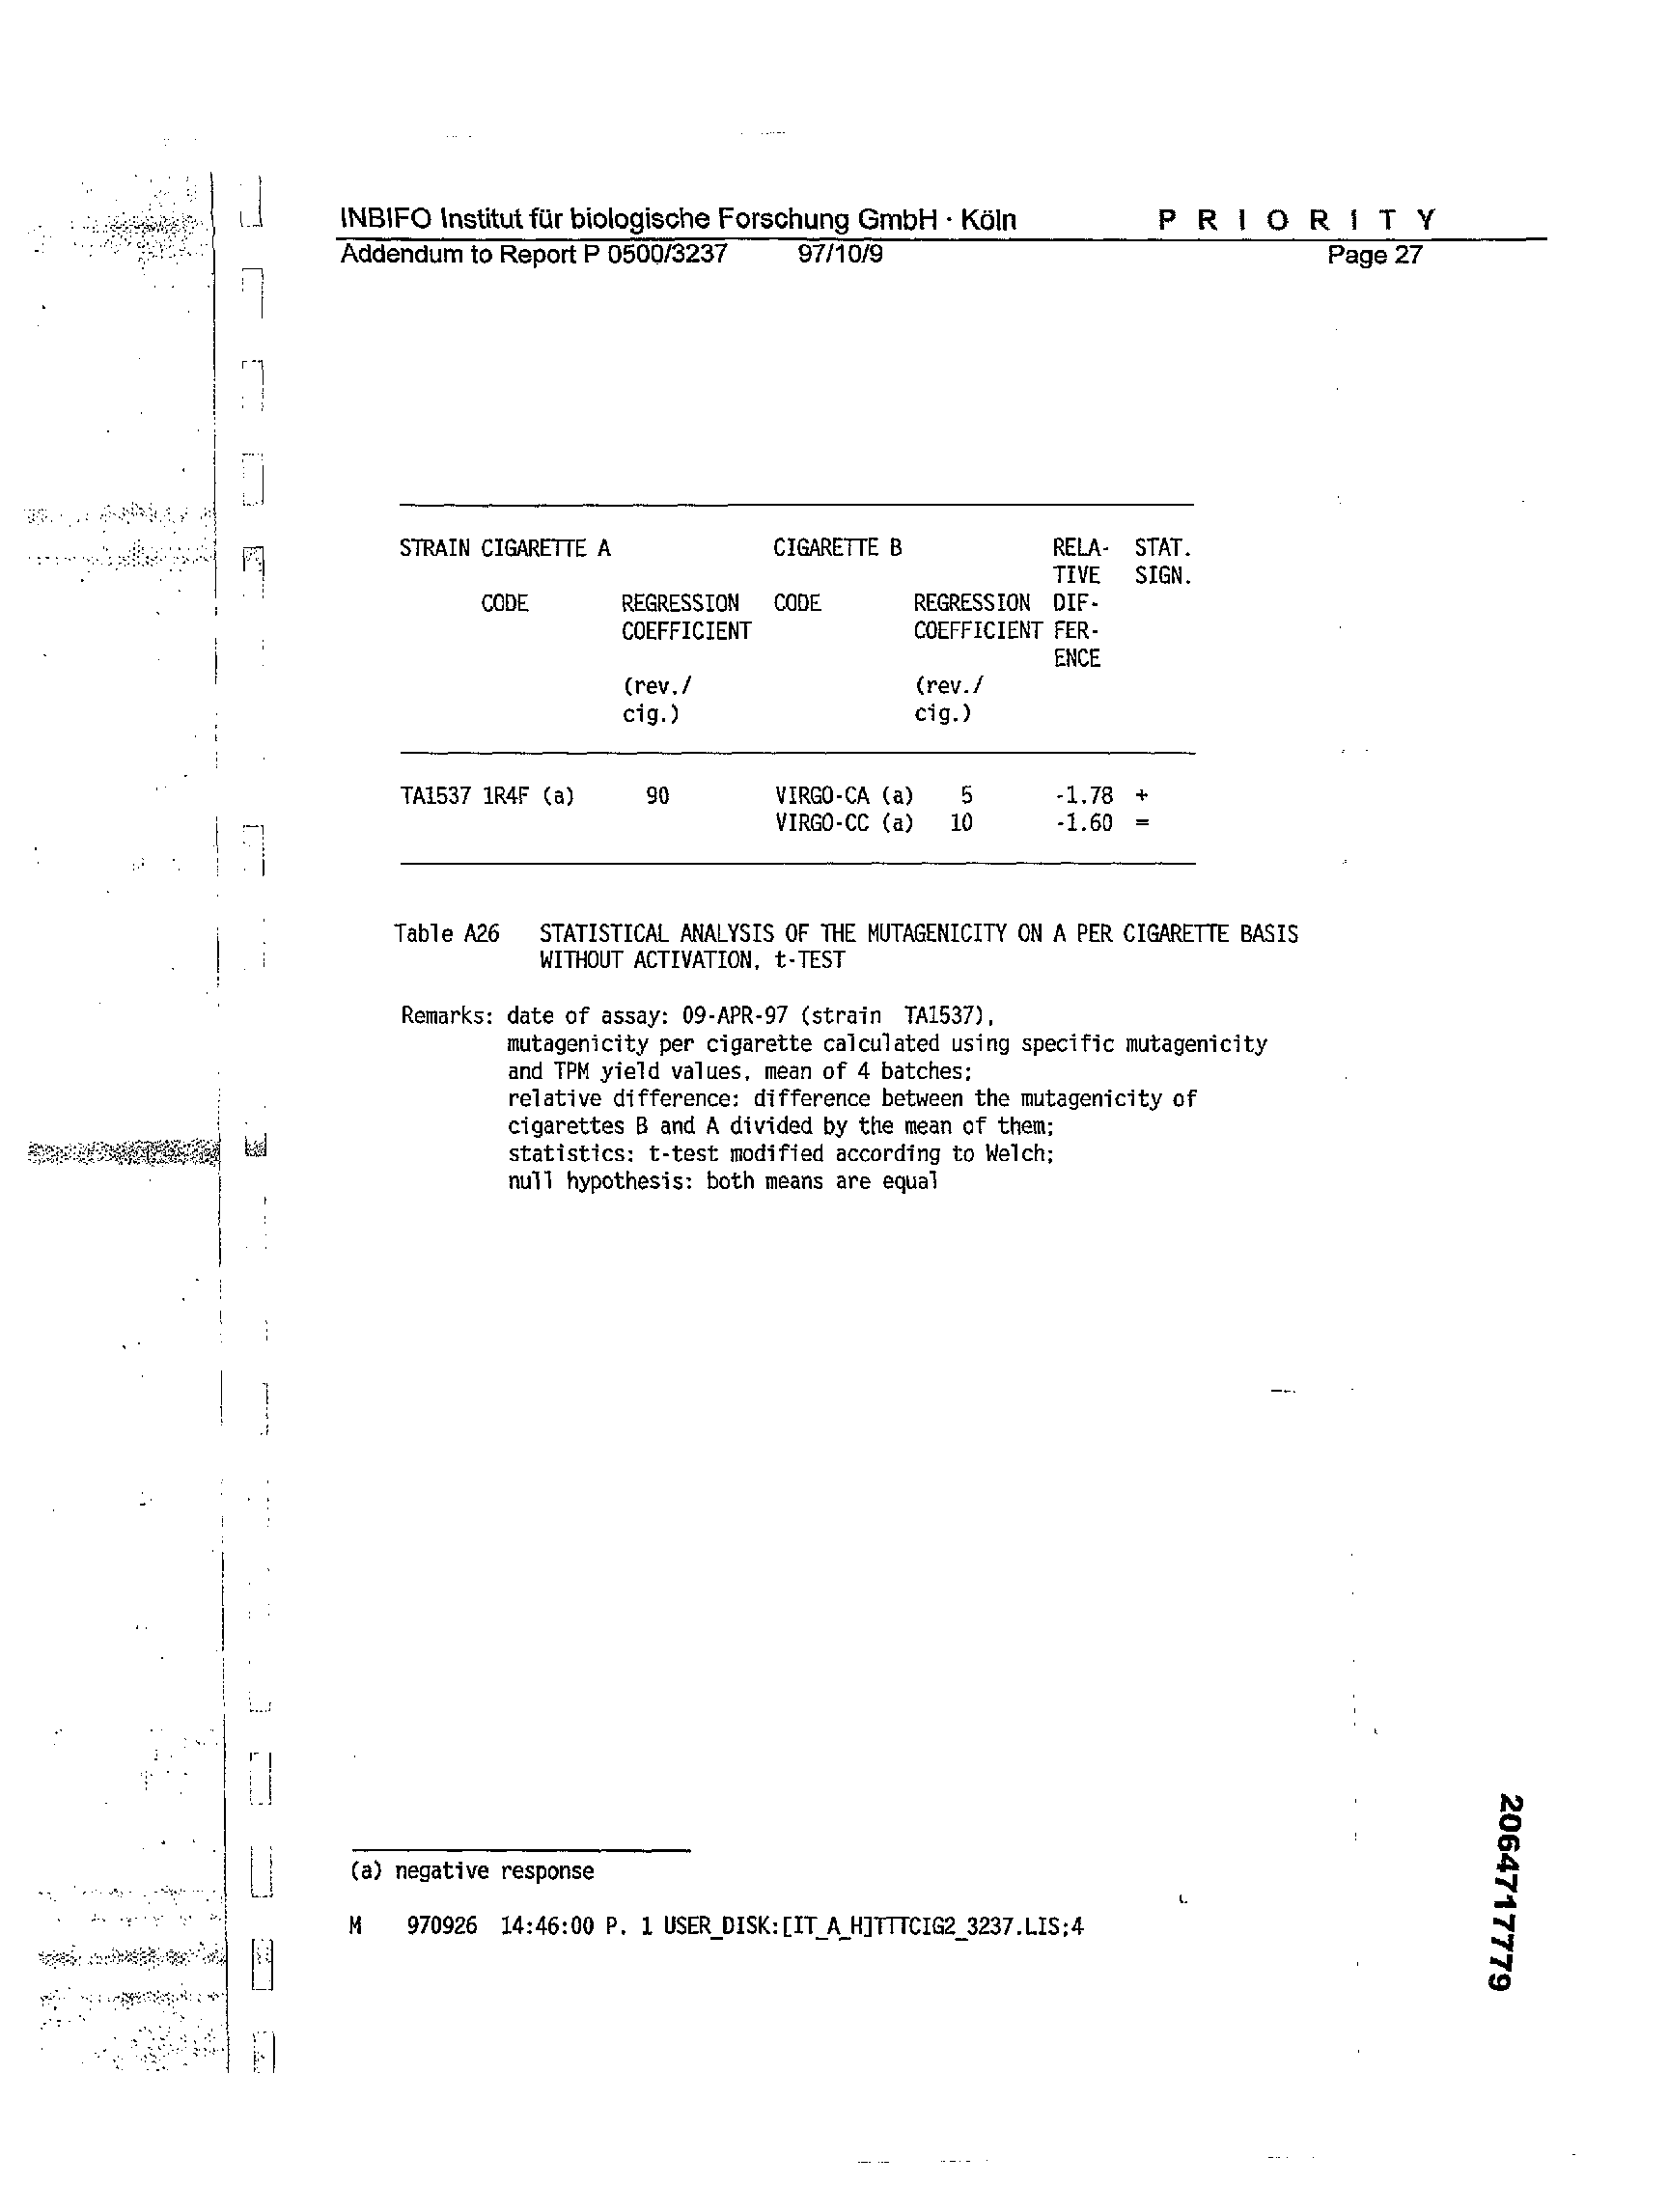 INBIFO Institut für biologische Forschung GmbH · Köln P R I O R I T Y
Addendum to Report P 0500/3237 97/10/9 Page 27
STRAIN CIGARETTE A CIGARETTE B RELA- STAT.
TIVE SIGN.
CODE REGRESSION CODE REGRESSION DIF-
COEFFICIENT COEFFICIENT FER-
ENCE
(rev./ (rev./
cig.) cig.)
TA1537 1R4F (a) 90 VIRGO-CA (a) 5 -1.78 +
VIRGO-CC (a) 10 -1.60 =
Table A26 STATISTICAL ANALYSIS OF THE MUTAGENICITY ON A PER CIGARETTE BASIS
WITHOUT ACTIVATION, t-TEST
Remarks: date of assay: 09-APR-97 (strain TA1537),
mutagenicity per cigarette calculated using specific mutagenicity
and TPM yield values, mean of 4 batches;
relative difference: difference between the mutagenicity of
cigarettes B and A divided by the mean of them;
statistics: t-test modified according to Welch;
null hypothesis: both means are equal
(a) negative response
M 970926 14:46:00 P. 1 USER_DISK:[IT_A_H]TTTCIG2_3237.LIS;4
2064717779